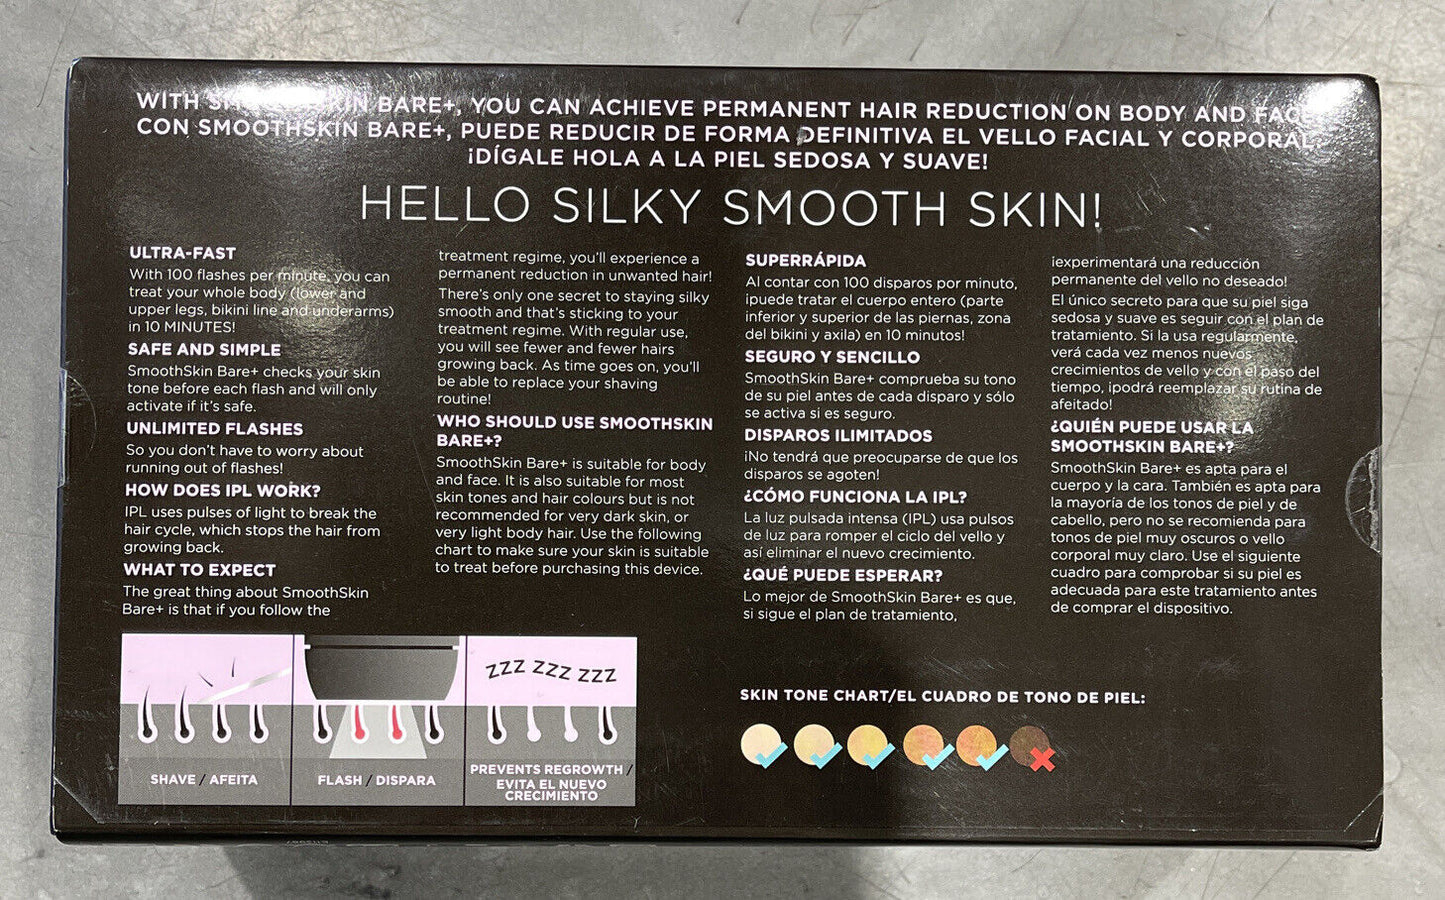 WITH SMOOTHSKIN BARE+, YOU CAN ACHIEVE PERMANENT HAIR REDUCTION ON BODY AND FACE
CON SMOOTHSKIN BARE+, PUEDE REDUCIR DE FORMA DEFINITIVA EL VELLO FACIAL Y CORPORAL.
¡DÍGALE HOLA A LA PIEL SEDOSA Y SUAVE!
HELLO SILKY SMOOTH SKIN!
ULTRA-FAST
With 100 flashes per minute, you can
treat your whole body (lower and
upper legs, bikini line and underarms)
in 10 MINUTES!
SAFE AND SIMPLE
SmoothSkin Bare+ checks your skin
tone before each flash and will only
activate if it's safe.
UNLIMITED FLASHES
So you don't have to worry about
running out of flashes!
HOW DOES IPL WORK?
IPL uses pulses of light to break the
hair cycle, which stops the hair from
growing back.
WHAT TO EXPECT
The great thing about SmoothSkin
Bare+ is that if you follow the
treatment regime, you'll experience a
permanent reduction in unwanted hair!
There's only one secret to staying silky
smooth and that's sticking to your
treatment regime. With regular use,
you will see fewer and fewer hairs
growing back. As time goes on, you'll
be able to replace your shaving
routine!
WHO SHOULD USE SMOOTHSKIN
BARE+?
SmoothSkin Bare+ is suitable for body
and face. It is also suitable for most
skin tones and hair colours but is not
recommended for very dark skin, or
very light body hair. Use the following
chart to make sure your skin is suitable
to treat before purchasing this device.
SUPERRÁPIDA
Al contar con 100 disparos por minuto,
¡puede tratar el cuerpo entero (parte
inferior y superior de las piernas, zona
del bikini y axila) en 10 minutos!
SEGURO Y SENCILLO
SmoothSkin Bare+ comprueba su tono
de su piel antes de cada disparo y sólo
se activa si es seguro.
DISPAROS ILIMITADOS
¡No tendrá que preocuparse de que los
disparos se agoten!
¿CÓMO FUNCIONA LA IPL?
La luz pulsada intensa (IPL) usa pulsos
de luz para romper el ciclo del vello y
así eliminar el nuevo crecimiento.
¿QUÉ PUEDE ESPERAR?
Lo mejor de SmoothSkin Bare+ es que,
si sigue el plan de tratamiento,
¡experimentará una reducción
permanente del vello no deseado!
El único secreto para que su piel siga
sedosa y suave es seguir con el plan de
tratamiento. Si la usa regularmente,
verá cada vez menos nuevos
crecimientos de vello y con el paso del
tiempo, ¡podrá reemplazar su rutina de
afeitado!
¿QUIÉN PUEDE USAR LA
SMOOTHSKIN BARE+?
SmoothSkin Bare+ es apta para el
cuerpo y la cara. También es apta para
la mayoría de los tonos de piel y de
cabello, pero no se recomienda para
tonos de piel muy oscuros o vello
corporal muy claro. Use el siguiente
cuadro para comprobar si su piel es
adecuada para este tratamiento antes
de comprar el dispositivo.
ZZZ ZZZ ZZZ
SHAVE / AFEITA
FLASH / DISPARA
PREVENTS REGROWTH /
EVITA EL NUEVO
CRECIMIENTO
SKIN TONE CHART/EL CUADRO DE TONO DE PIEL: